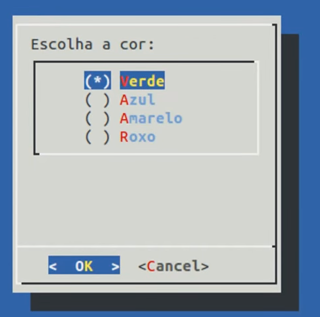 Escolha a cor:
(*) Verde
( ) Azul
( ) Amarelo
( ) Roxo
< OK > <Cancel>